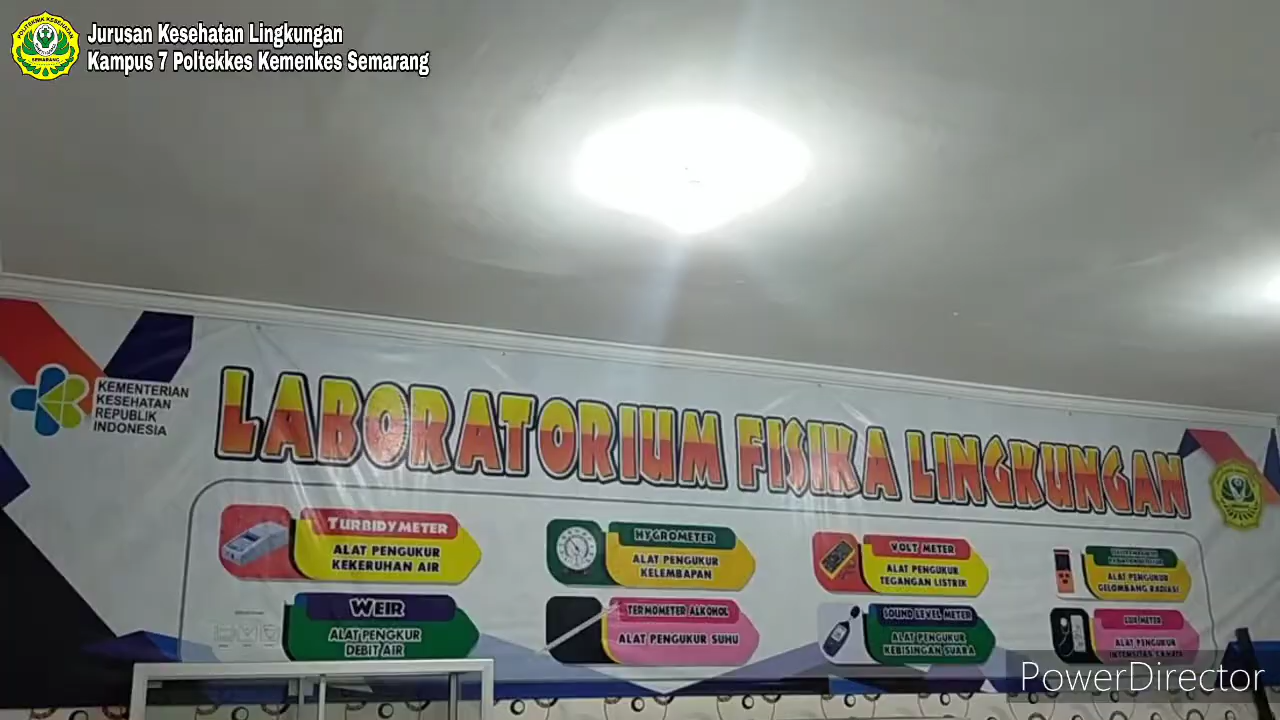 Jurusan Kesehatan Lingkungan
Kampus 7 Poltekkes Kemenkes Semarang
KEMENTERIAN
KESEHATAN
REPUBLIK
INDONESIA
LABORATORIUM FISIKA LINGKUNGAN
TURBIDYMETER
ALAT PENGUKUR
KEKERUHAN AIR
HYGROMETER
ALAT PENGUKUR
KELEMBAPAN
VOLT METER
ALAT PENGUKUR
TEGANGAN LISTRIK
ALAT PENGUKUR
GELOMBANG RADIASI
WEIR
ALAT PENGKUR
DEBIT AIR
TERMOMETER ALKOHOL
ALAT PENGUKUR SUHU
SOUND LEVEL METER
ALAT PENGUKUR
KEBISINGAN SUARA
LUX METER
ALAT PENGUKUR
INTENSITAS CAHAYA
PowerDirector